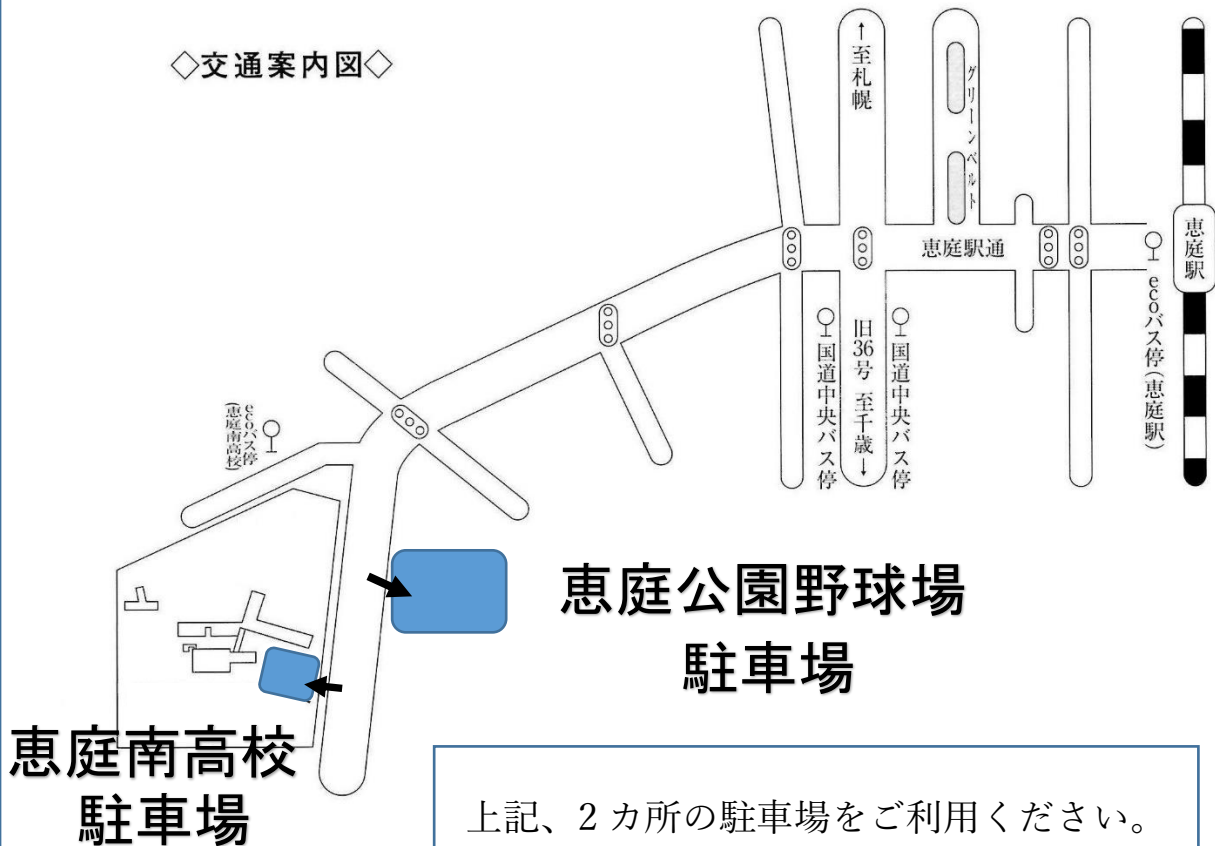 ◇交通案内図◇
↑至札幌
グリーンベルト
恵庭駅通
恵庭駅
ecoバス停(恵庭駅)
国道中央バス停
旧36号 至千歳↓
国道中央バス停
ecoバス停
(恵庭南高校)
恵庭公園野球場
駐車場
恵庭南高校
駐車場
上記、2カ所の駐車場をご利用ください。